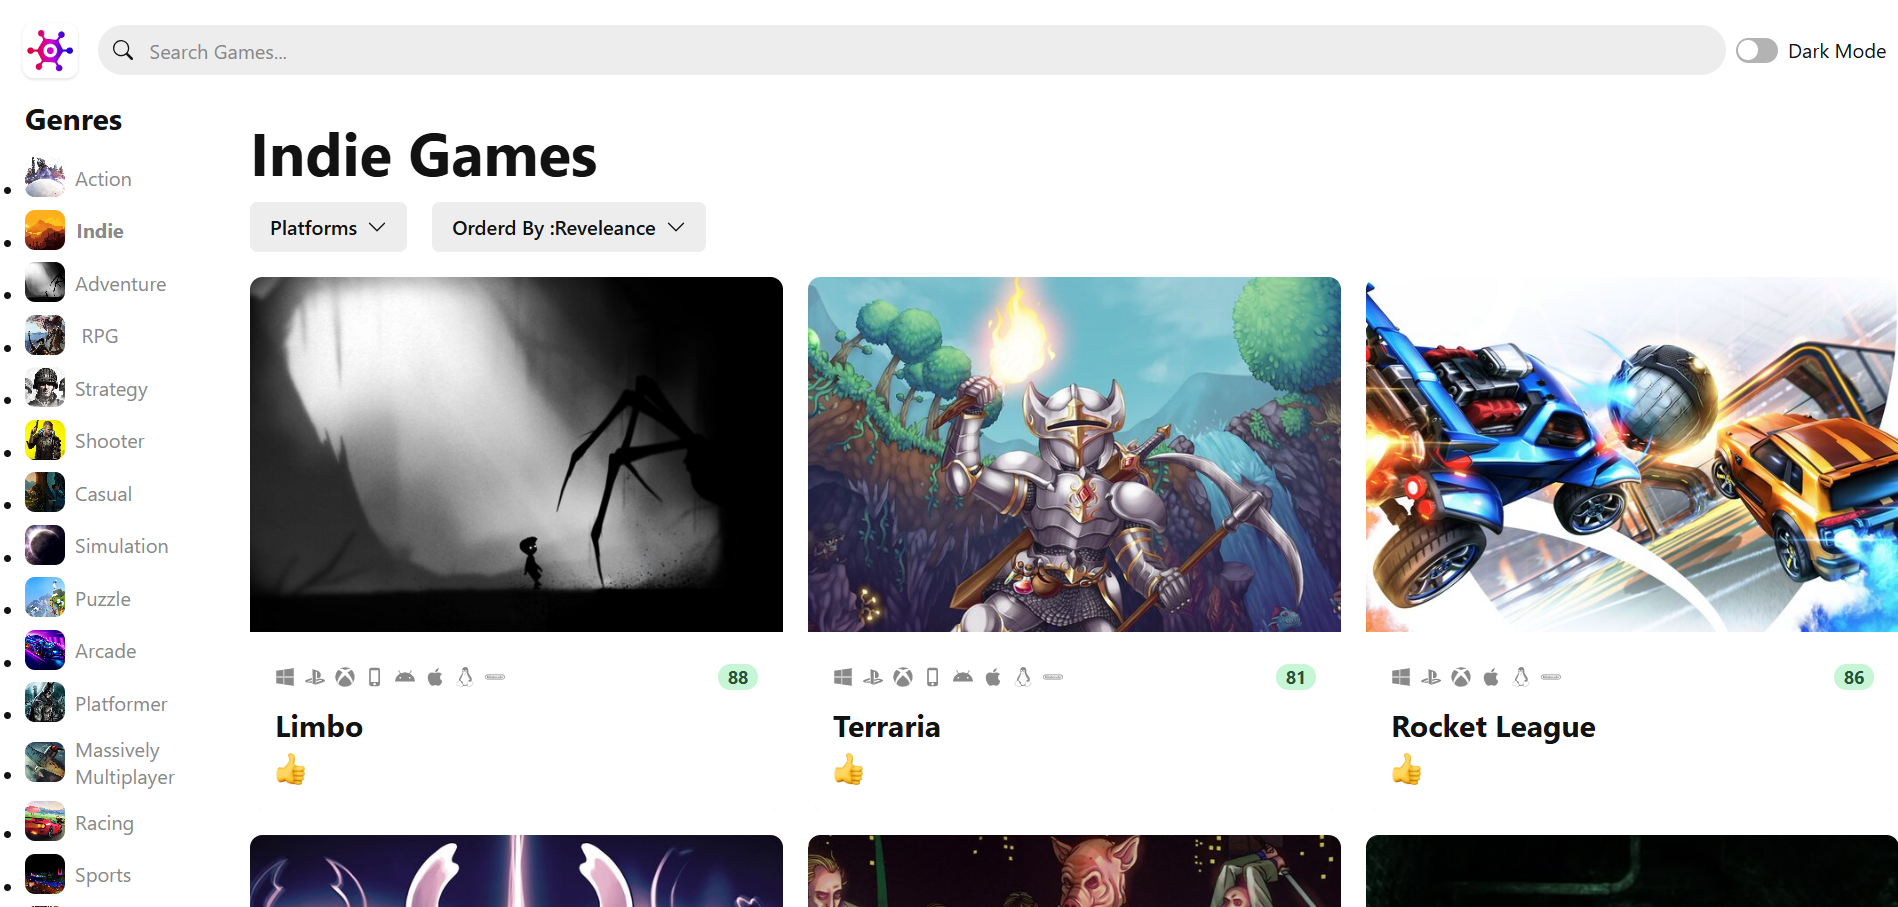 Search Games...
Dark Mode
Genres
Action
Indie
Adventure
RPG
Strategy
Shooter
Casual
Simulation
Puzzle
Arcade
Platformer
Massively
Multiplayer
Racing
Sports
Indie Games
Platforms
Orderd By :Reveleance
88
Limbo
81
Terraria
86
Rocket League